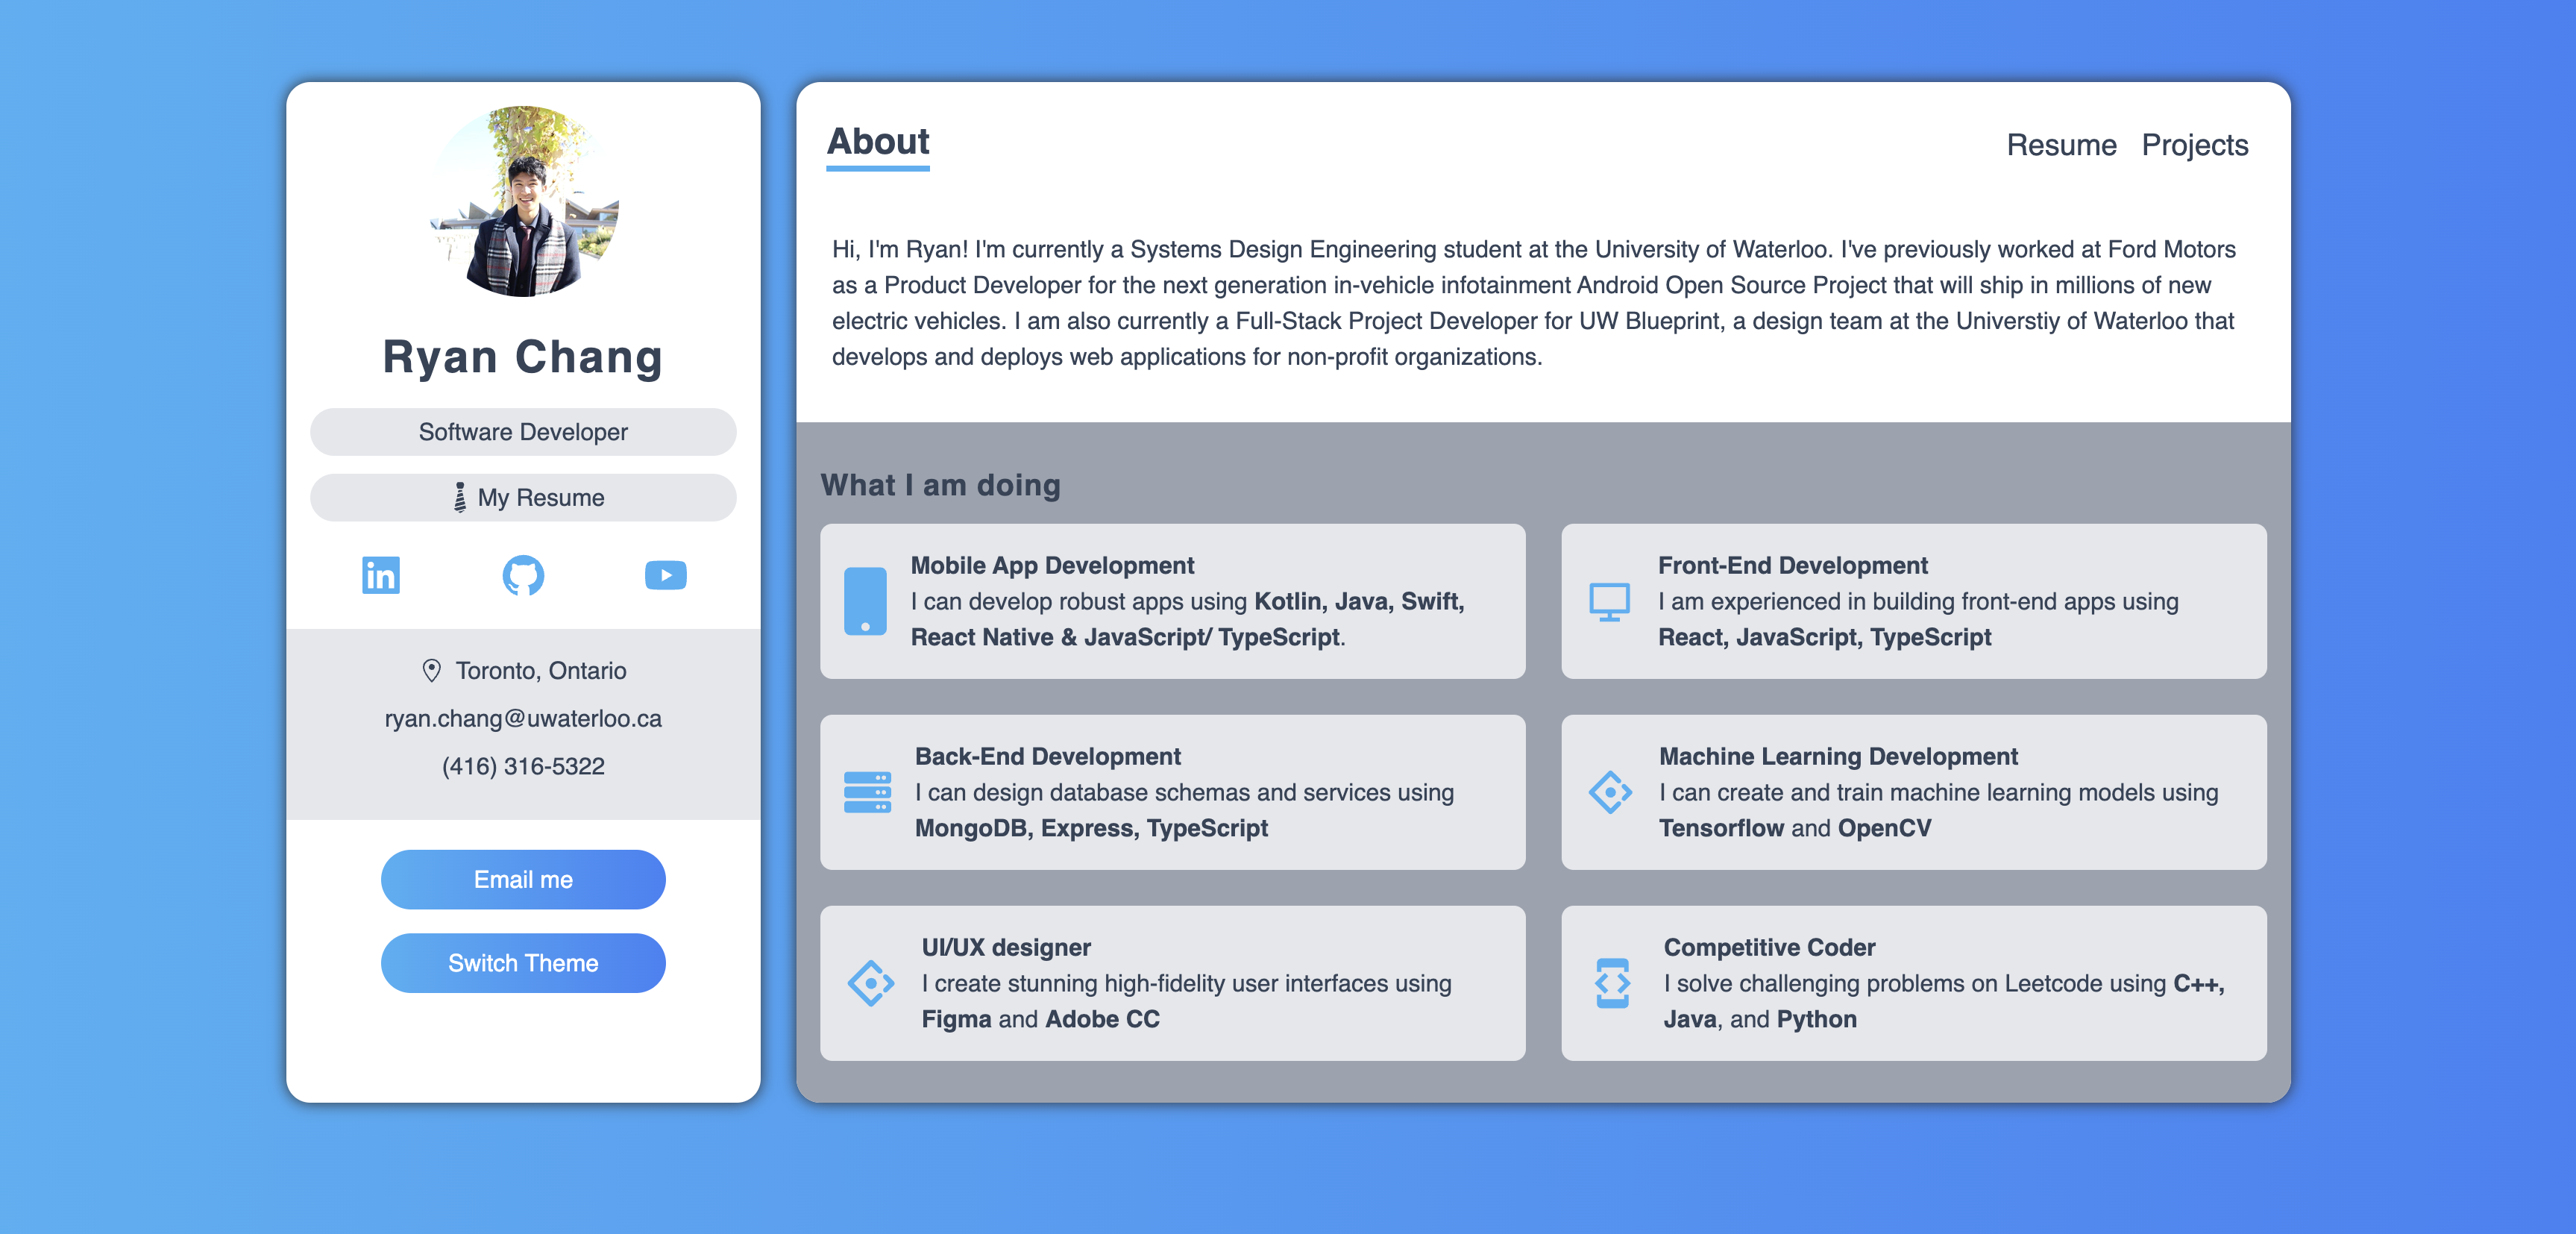 Ryan Chang
Software Developer
My Resume
in
Toronto, Ontario
ryan.chang@uwaterloo.ca
(416) 316-5322
Email me
Switch Theme
About
Resume Projects
Hi, I'm Ryan! I'm currently a Systems Design Engineering student at the University of Waterloo. I've previously worked at Ford Motors
as a Product Developer for the next generation in-vehicle infotainment Android Open Source Project that will ship in millions of new
electric vehicles. I am also currently a Full-Stack Project Developer for UW Blueprint, a design team at the Universtiy of Waterloo that
develops and deploys web applications for non-profit organizations.
What I am doing
Mobile App Development
I can develop robust apps using Kotlin, Java, Swift,
React Native & JavaScript/ TypeScript.
Front-End Development
I am experienced in building front-end apps using
React, JavaScript, TypeScript
Back-End Development
I can design database schemas and services using
MongoDB, Express, TypeScript
Machine Learning Development
I can create and train machine learning models using
Tensorflow and OpenCV
UI/UX designer
I create stunning high-fidelity user interfaces using
Figma and Adobe CC
Competitive Coder
I solve challenging problems on Leetcode using C++,
Java, and Python